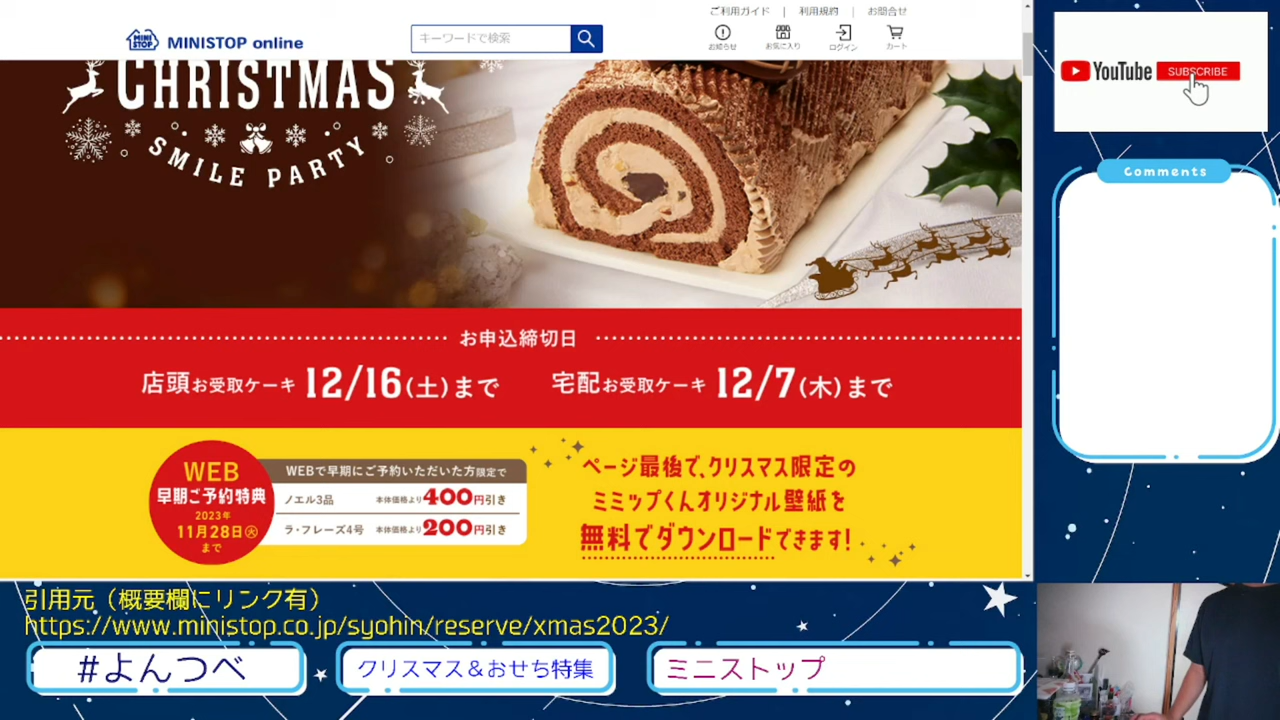 ご利用ガイド | 利用規約 | お問合せ
MINI STOP
MINISTOP online
キーワードで検索
お知らせ
お気に入り
ログイン
カート
CHRISTMAS
SMILE PARTY
お申込締切日
店頭お受取ケーキ 12/16(土)まで
宅配お受取ケーキ 12/7(木)まで
WEB
早期ご予約特典
2023年
11月28日(火)
まで
WEBで早期にご予約いただいた方限定で
ノエル3品 本体価格より400円引き
ラ・フレーズ4号 本体価格より200円引き
ページ最後で、クリスマス限定の
ミミップくんオリジナル壁紙を
無料でダウンロードできます!
YouTube SUBSCRIBE
Comments
引用元（概要欄にリンク有）
https://www.ministop.co.jp/syohin/reserve/xmas2023/
#よんつべ
クリスマス＆おせち特集
ミニストップ